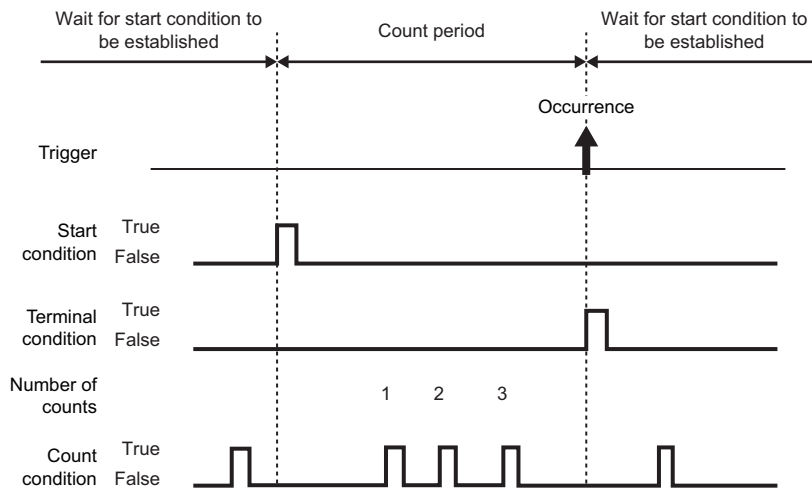 Wait for start condition to
be established
Count period
Wait for start condition to
be established
Occurrence
Trigger
Start
condition
True
False
Terminal
condition
True
False
Number of
counts
1 2 3
Count
condition
True
False